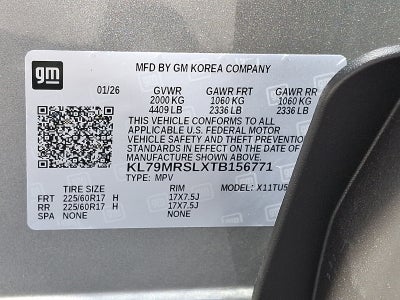 gm
MFD BY GM KOREA COMPANY
01/26 GVWR GAWR FRT GAWR RR
2000 KG 1060 KG 1060 KG
4409 LB 2336 LB 2336 LB
THIS VEHICLE CONFORMS TO ALL
APPLICABLE U.S. FEDERAL MOTOR
VEHICLE SAFETY AND THEFT PREVENTION
STANDARDS IN EFFECT ON THE DATE OF
MANUFACTURE SHOWN ABOVE.
KL79MRSLXTB156771
TYPE: MPV
TIRE SIZE RIM MODEL: X11TU5
FRT 225/60R17 H 17X7.5J
RR 225/60R17 H 17X7.5J
SPA NONE NONE